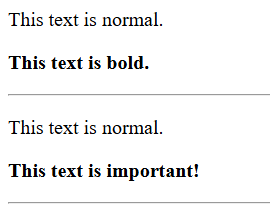 This text is normal.
This text is bold.
This text is normal.
This text is important!